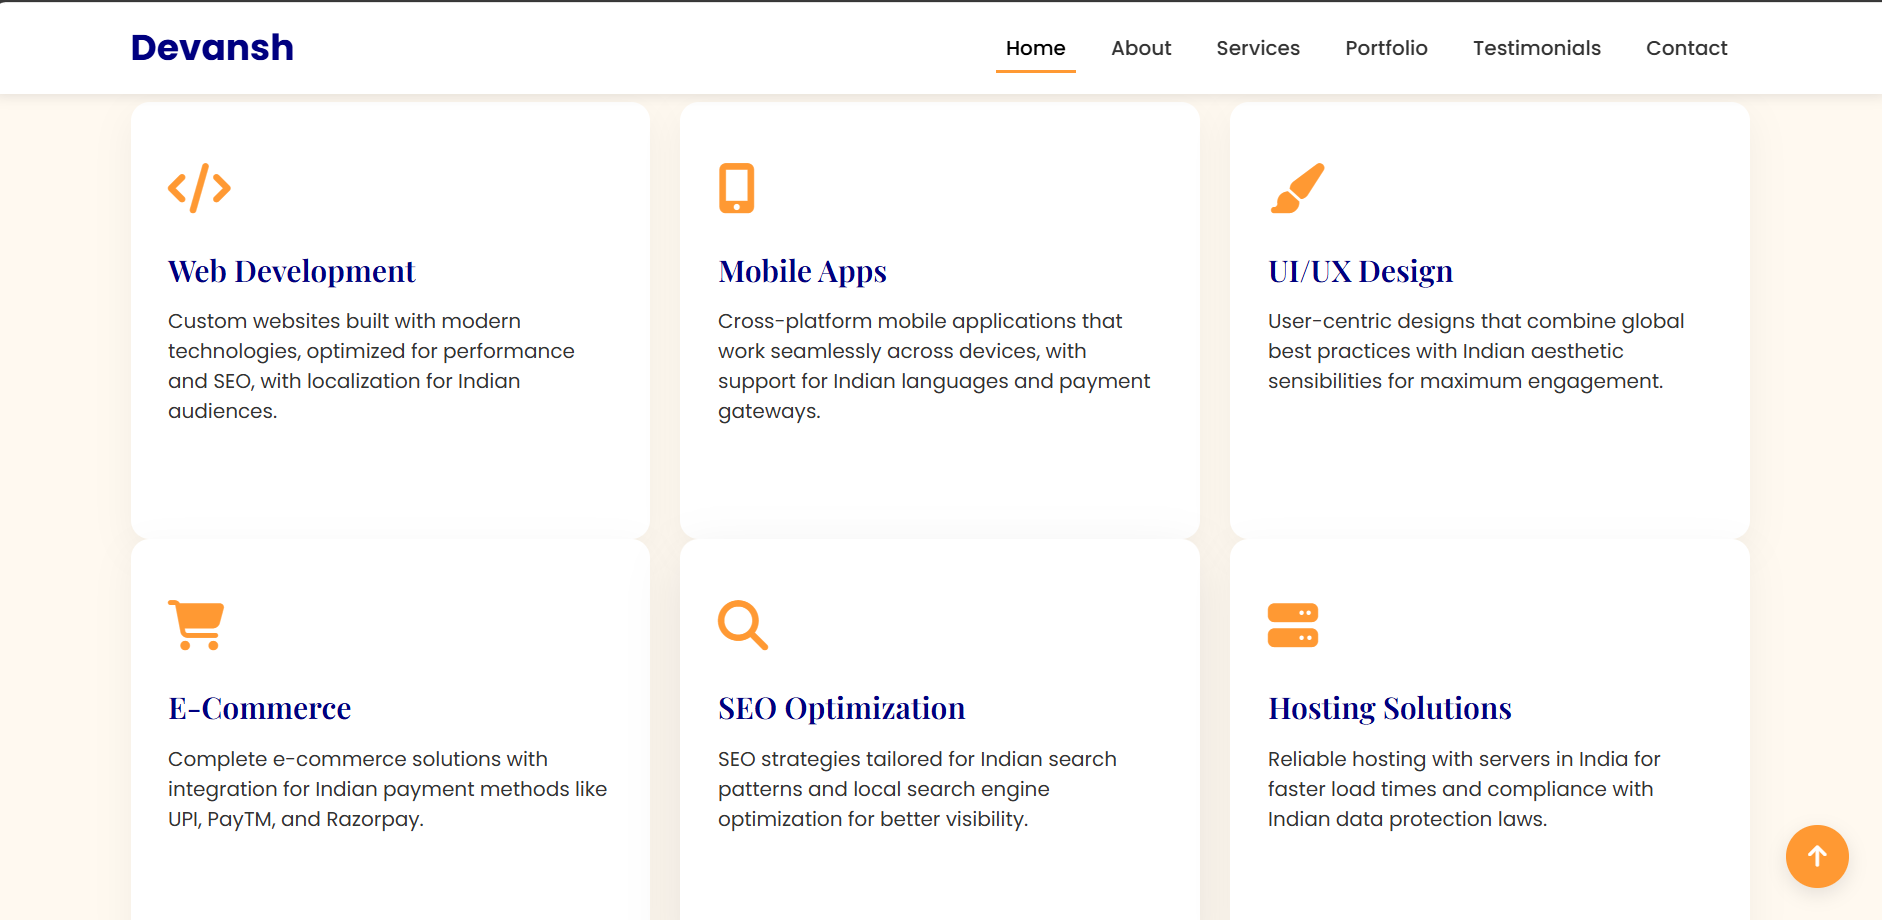 Devansh
Home About Services Portfolio Testimonials Contact
Web Development
Custom websites built with modern
technologies, optimized for performance
and SEO, with localization for Indian
audiences.
Mobile Apps
Cross-platform mobile applications that
work seamlessly across devices, with
support for Indian languages and payment
gateways.
UI/UX Design
User-centric designs that combine global
best practices with Indian aesthetic
sensibilities for maximum engagement.
E-Commerce
Complete e-commerce solutions with
integration for Indian payment methods like
UPI, PayTM, and Razorpay.
SEO Optimization
SEO strategies tailored for Indian search
patterns and local search engine
optimization for better visibility.
Hosting Solutions
Reliable hosting with servers in India for
faster load times and compliance with
Indian data protection laws.